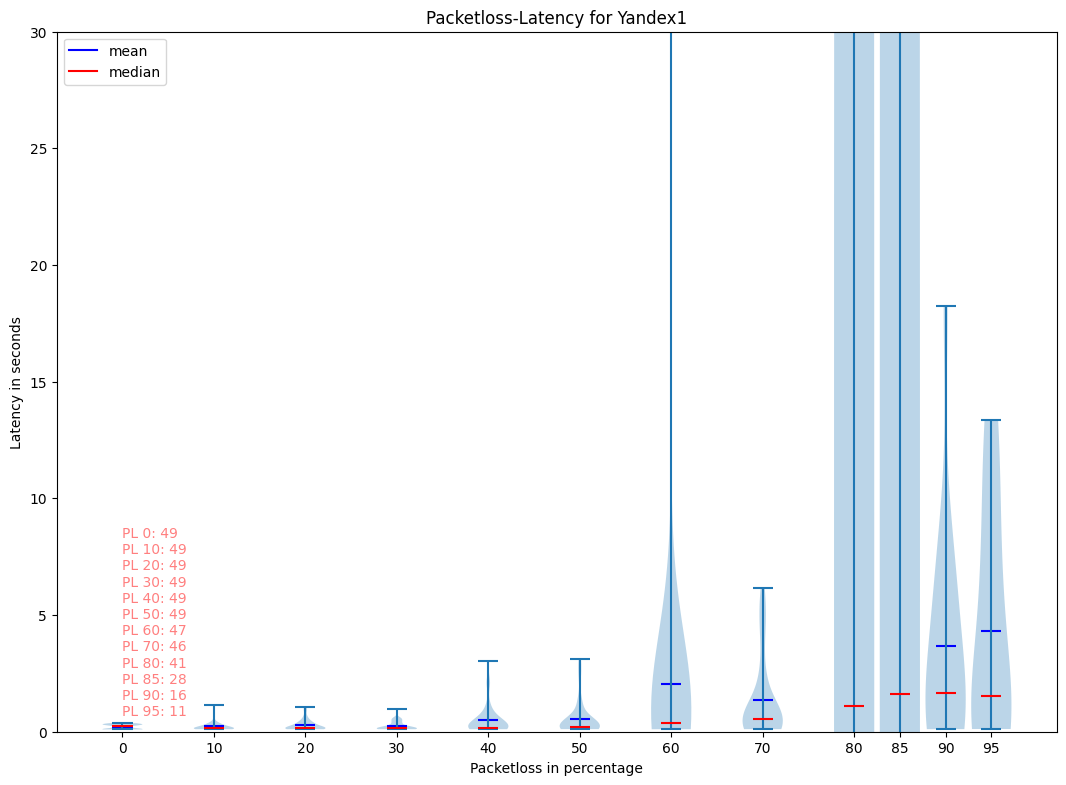 Packetloss-Latency for Yandex1
30
mean
median
25
20
15
10
5
0
Latency in seconds
PL 0: 49
PL 10: 49
PL 20: 49
PL 30: 49
PL 40: 49
PL 50: 49
PL 60: 47
PL 70: 46
PL 80: 41
PL 85: 28
PL 90: 16
PL 95: 11
0 10 20 30 40 50 60 70 80 85 90 95
Packetloss in percentage